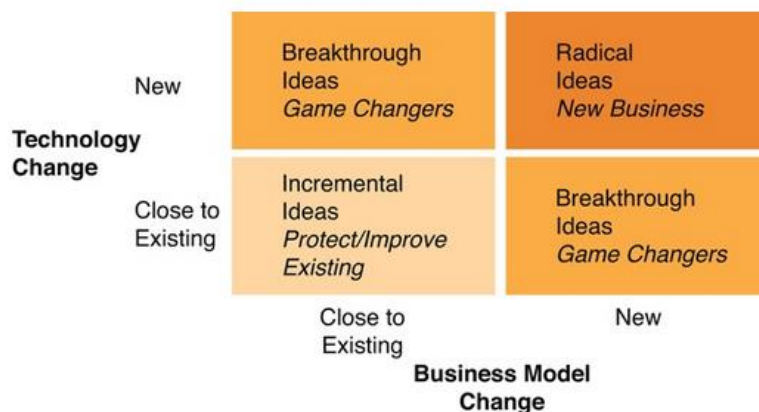 Breakthrough
Ideas
Game Changers
Radical
Ideas
New Business
New
Technology
Change
Incremental
Ideas
Protect/Improve
Existing
Breakthrough
Ideas
Game Changers
Close to
Existing
Close to
Existing
New
Business Model
Change